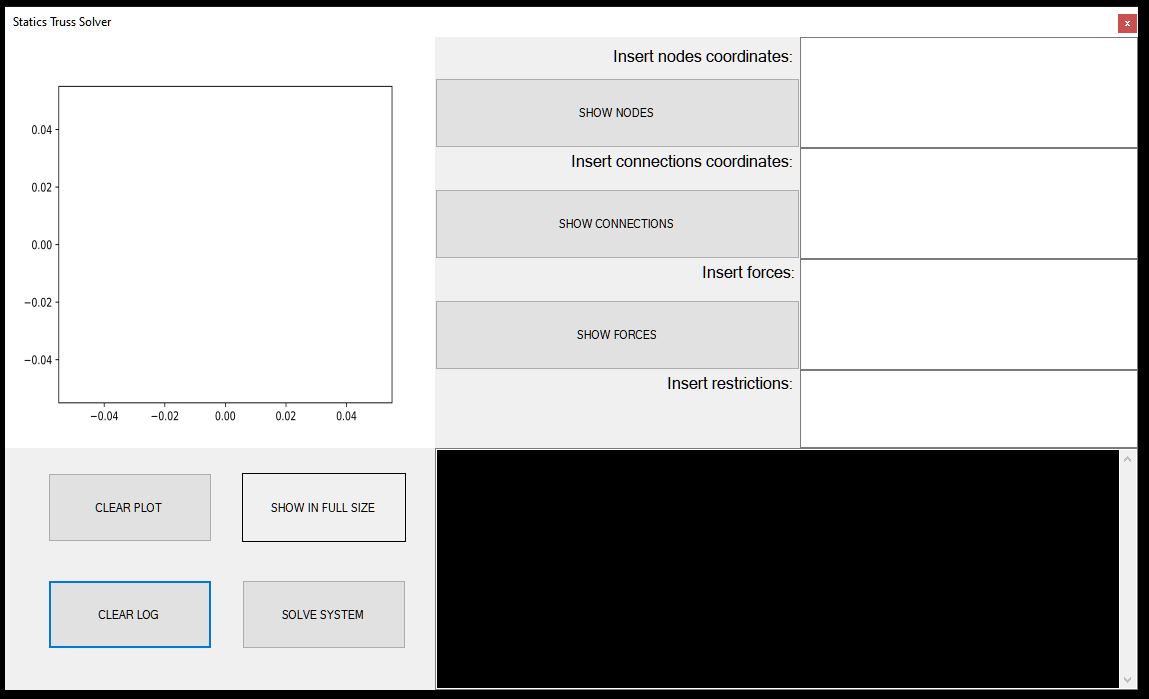 Statics Truss Solver
x
Insert nodes coordinates:
SHOW NODES
Insert connections coordinates:
SHOW CONNECTIONS
Insert forces:
SHOW FORCES
Insert restrictions:
0.04
0.02
0.00
−0.02
−0.04
−0.04 −0.02 0.00 0.02 0.04
CLEAR PLOT
SHOW IN FULL SIZE
CLEAR LOG
SOLVE SYSTEM